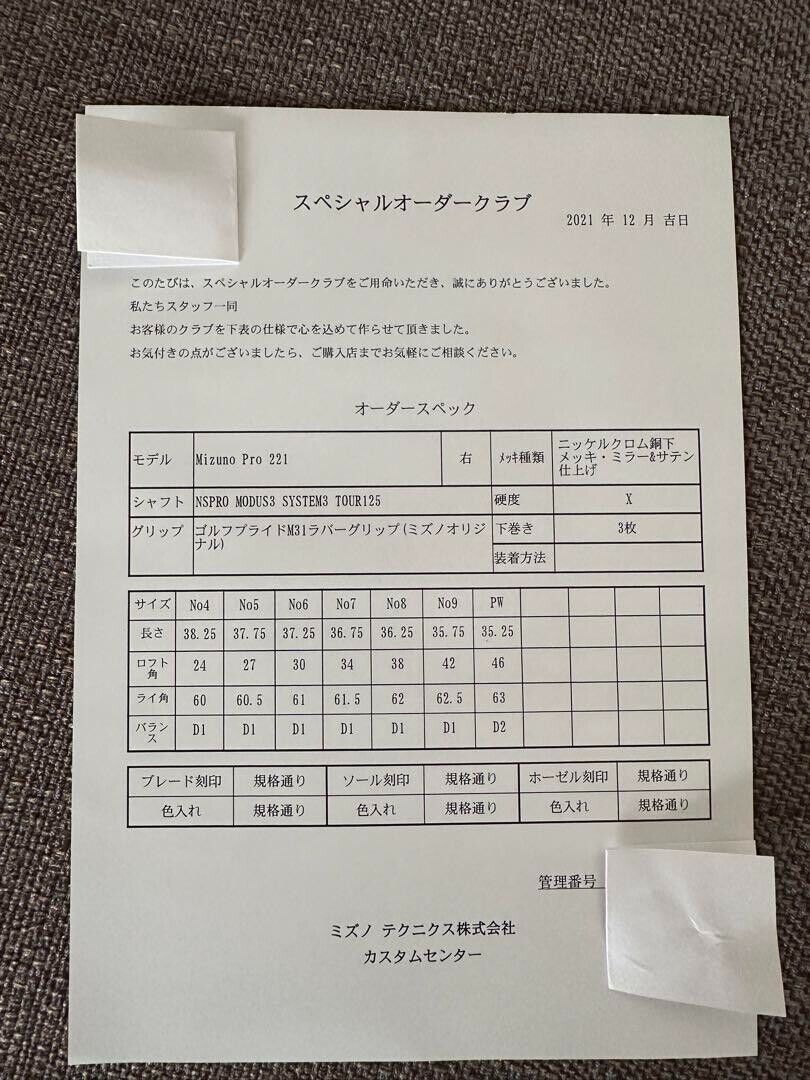 スペシャルオーダークラブ
2021 年 12 月 吉日
このたびは、スペシャルオーダークラブをご用命いただき、誠にありがとうございました。
私たちスタッフ一同
お客様のクラブを下表の仕様で心を込めて作らせて頂きました。
お気付きの点がございましたら、ご購入店までお気軽にご相談ください。
オーダースペック
モデル Mizuno Pro 221 右 ﾒｯｷ種類 ニッケルクロム銅下
メッキ・ミラー&サテン
仕上げ
シャフト NSPRO MODUS3 SYSTEM3 TOUR125 硬度 X
グリップ ゴルフプライドM31ラバーグリップ(ミズノオリジ
ナル)
下巻き 3枚
装着方法
サイズ No4 No5 No6 No7 No8 No9 PW
長さ 38.25 37.75 37.25 36.75 36.25 35.75 35.25
ロフト
角 24 27 30 34 38 42 46
ライ角 60 60.5 61 61.5 62 62.5 63
バラン
ス D1 D1 D1 D1 D1 D1 D2
ブレード刻印 規格通り ソール刻印 規格通り ホーゼル刻印 規格通り
色入れ 規格通り 色入れ 規格通り 色入れ 規格通り
管理番号
ミズノ テクニクス株式会社
カスタムセンター